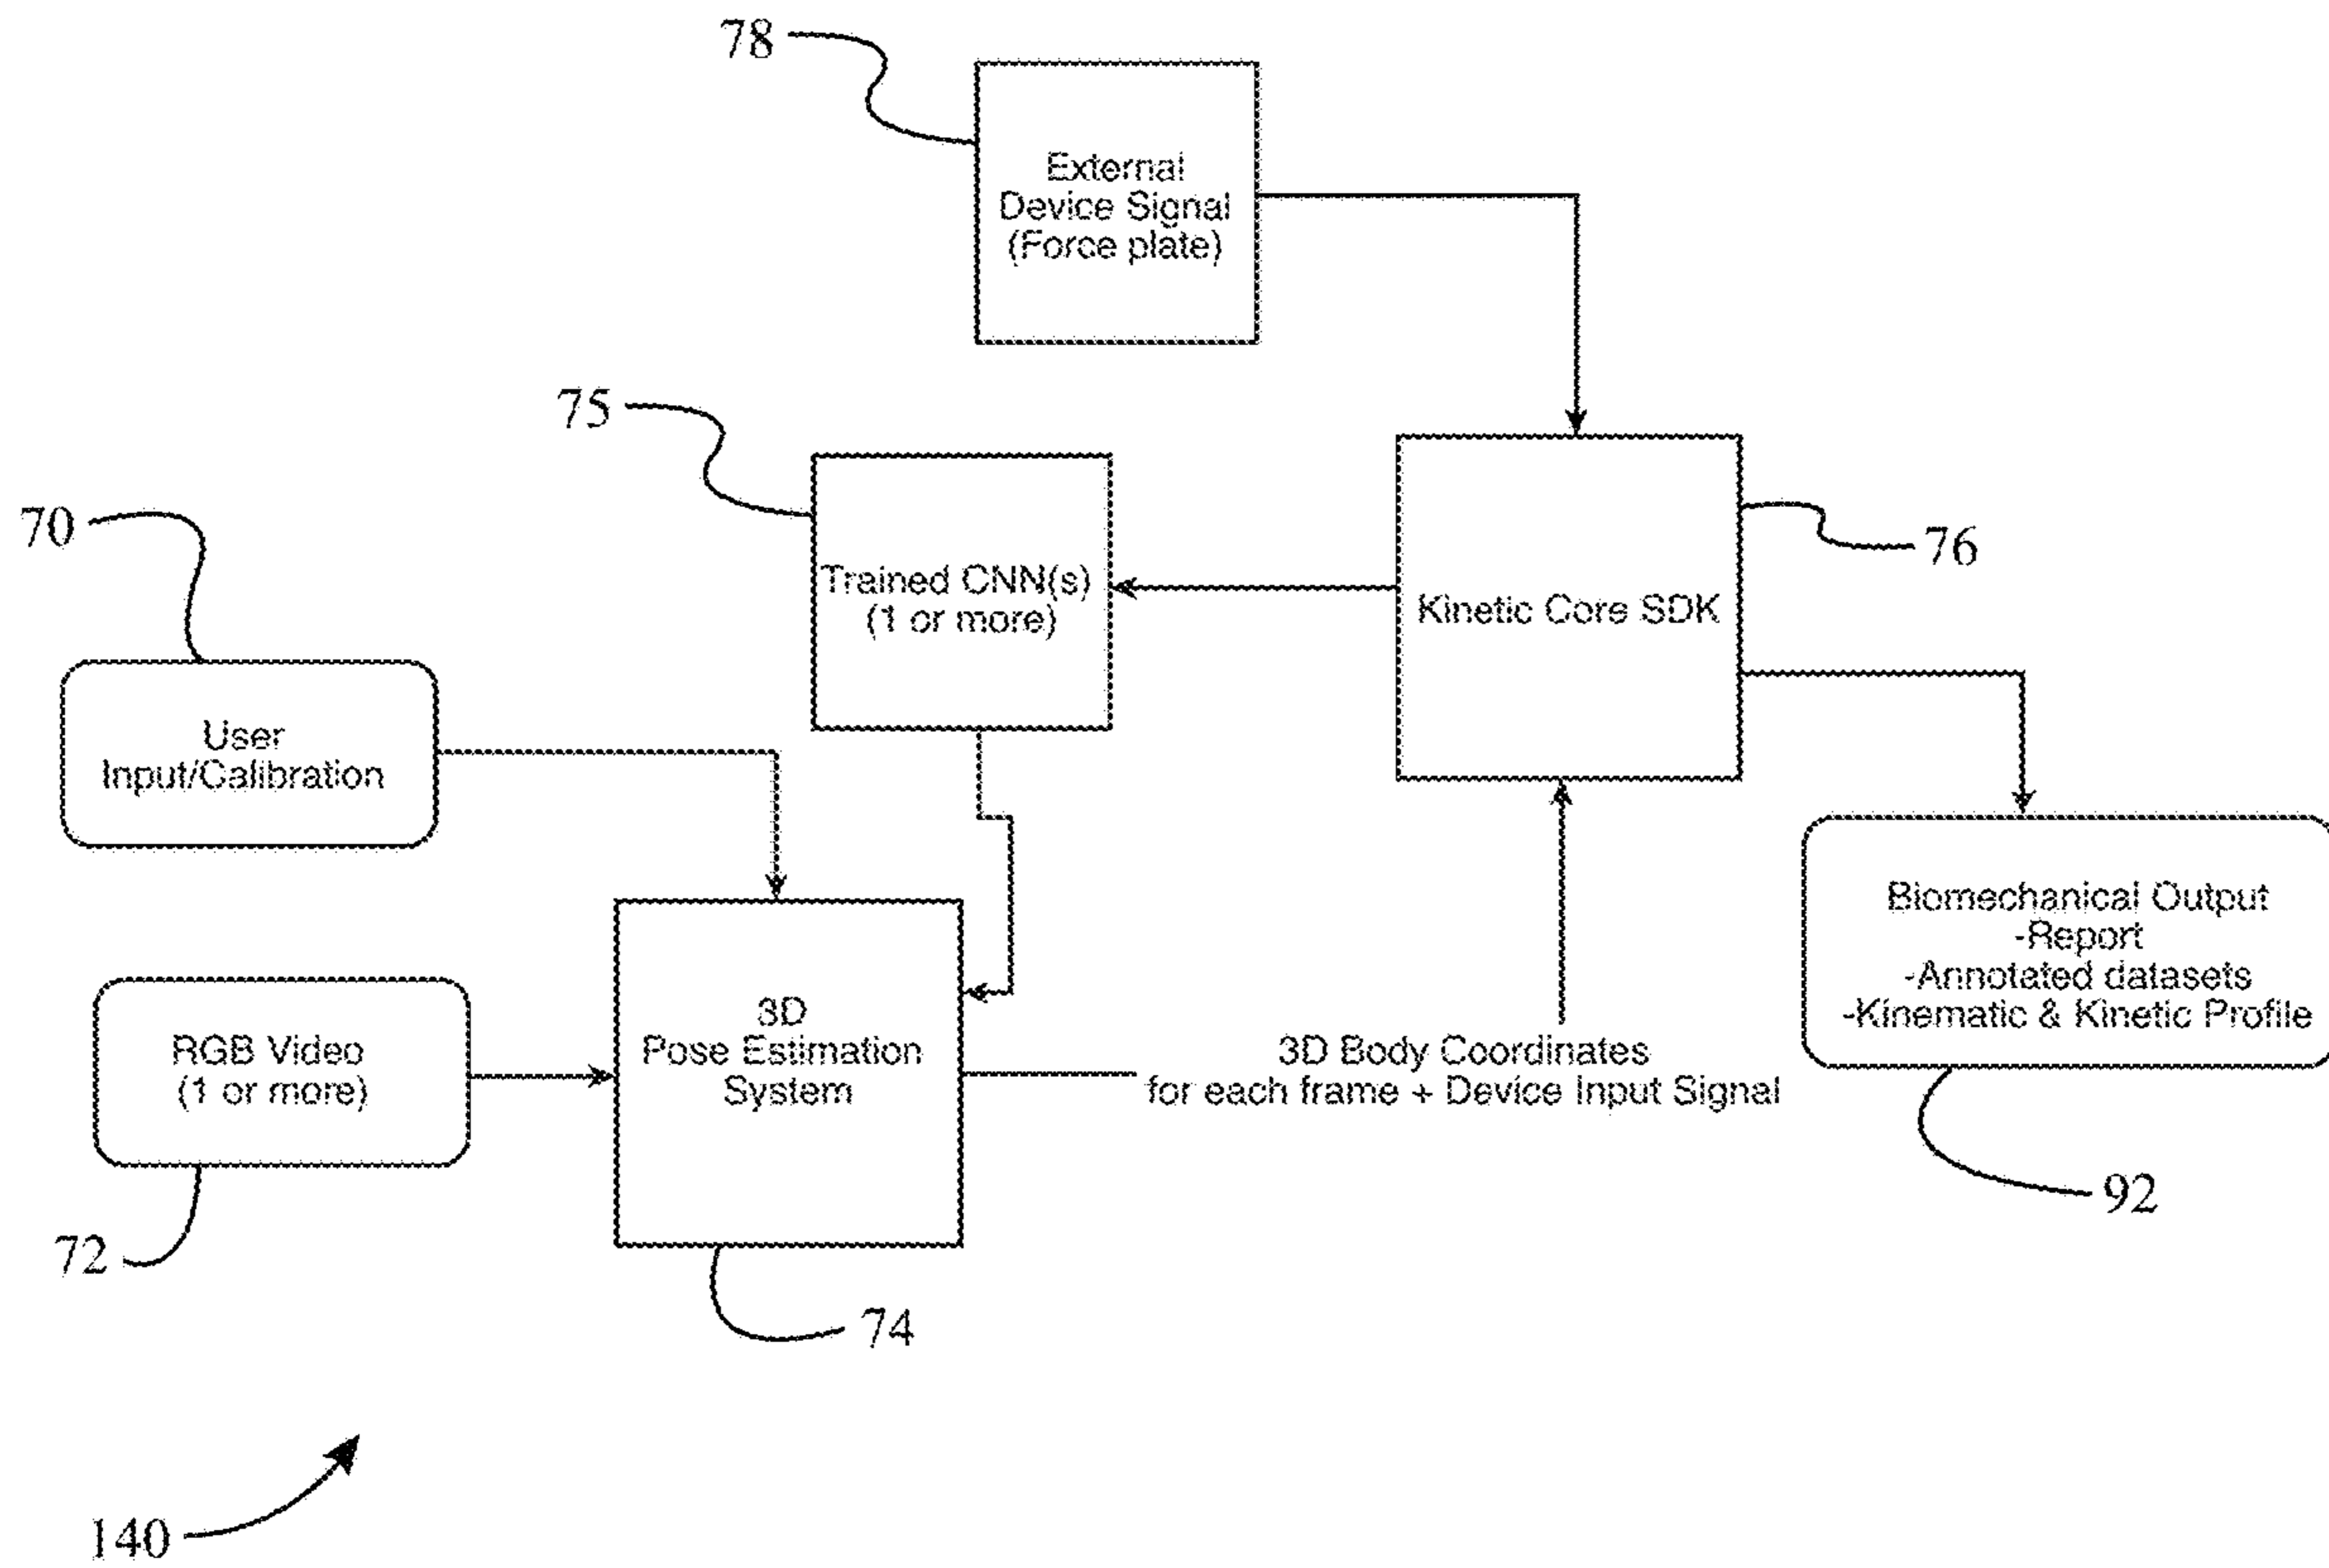 78
External
Device Signal
(Force plate)
75
Trained CNN(s)
(1 or more)
Kinetic Core SDK
76
70
User
Input/Calibration
RGB Video
(1 or more)
72
3D
Pose Estimation
System
74
3D Body Coordinates
for each frame + Device Input Signal
Biomechanical Output
-Report
-Annotated datasets
-Kinematic & Kinetic Profile
92
140